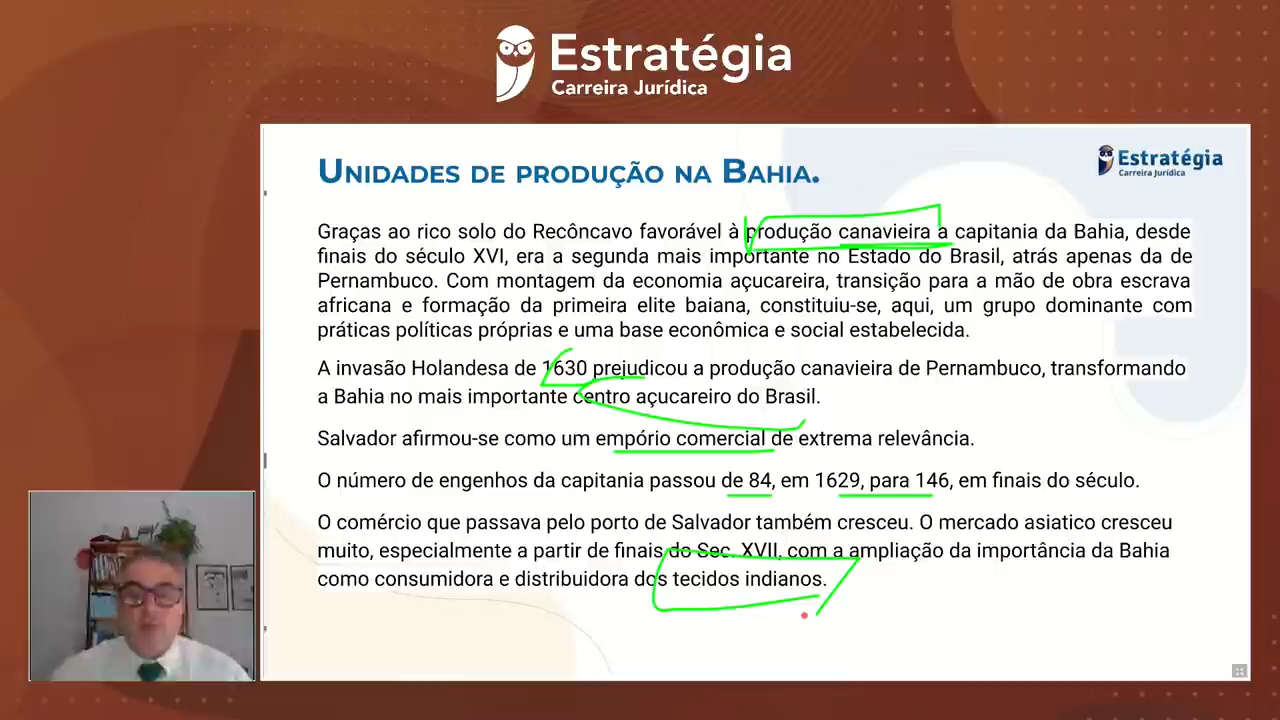 Estratégia
Carreira Jurídica
UNIDADES DE PRODUÇÃO NA BAHIA.
Estratégia
Carreira Jurídica
Graças ao rico solo do Recôncavo favorável à produção canavieira a capitania da Bahia, desde
finais do século XVI, era a segunda mais importante no Estado do Brasil, atrás apenas da de
Pernambuco. Com montagem da economia açucareira, transição para a mão de obra escrava
africana e formação da primeira elite baiana, constituiu-se, aqui, um grupo dominante com
práticas políticas próprias e uma base econômica e social estabelecida.
A invasão Holandesa de 1630 prejudicou a produção canavieira de Pernambuco, transformando
a Bahia no mais importante centro açucareiro do Brasil.
Salvador afirmou-se como um empório comercial de extrema relevância.
O número de engenhos da capitania passou de 84, em 1629, para 146, em finais do século.
O comércio que passava pelo porto de Salvador também cresceu. O mercado asiatico cresceu
muito, especialmente a partir de finais do Sec. XVII, com a ampliação da importância da Bahia
como consumidora e distribuidora dos tecidos indianos.